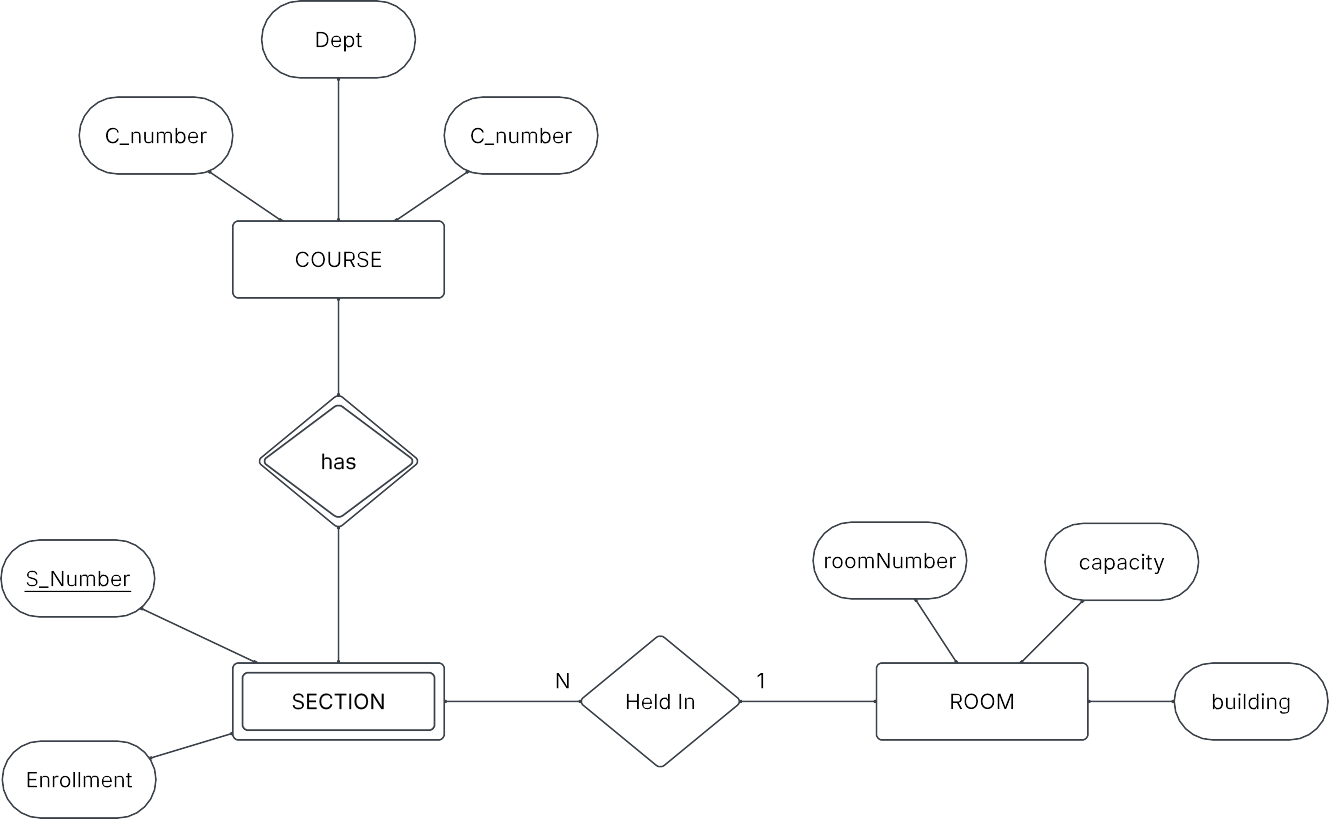 Dept
C_number
C_number
COURSE
has
S_Number
roomNumber
capacity
N
1
SECTION
Held In
ROOM
building
Enrollment